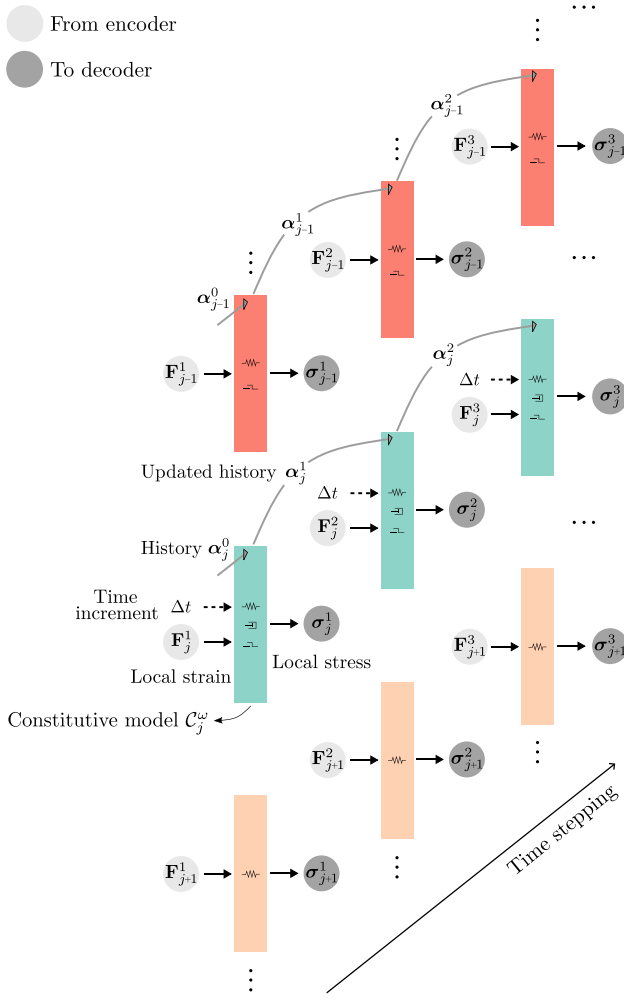 From encoder
To decoder
⋯
⋮
α²ⱼ₋₁
F³ⱼ₋₁
σ³ⱼ₋₁
⋮
α¹ⱼ₋₁
F²ⱼ₋₁
σ²ⱼ₋₁
⋯
⋮
α⁰ⱼ₋₁
F¹ⱼ₋₁
σ¹ⱼ₋₁
α²ⱼ
Δt
F³ⱼ
σ³ⱼ
Updated history α¹ⱼ
Δt
F²ⱼ
σ²ⱼ
⋯
History α⁰ⱼ
Time
increment Δt
F¹ⱼ
σ¹ⱼ
Local strain
Local stress
Constitutive model 𝒞ⱼ^ω
F³ⱼ₊₁
σ³ⱼ₊₁
⋮
F²ⱼ₊₁
σ²ⱼ₊₁
⋮
F¹ⱼ₊₁
σ¹ⱼ₊₁
⋮
Time stepping